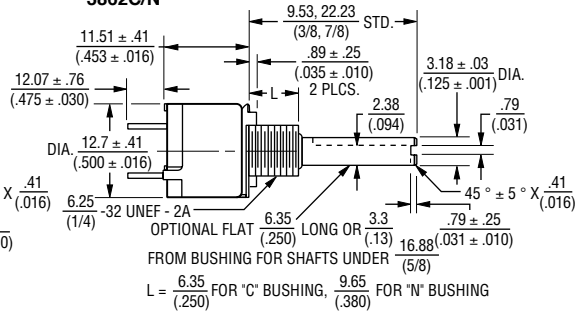 3862C/N
9.53, 22.23 STD.
(3/8, 7/8)
11.51 ± .41
(.453 ± .016)
.89 ± .25
(.035 ± .010)
2 PLCS.
3.18 ± .03 DIA.
(.125 ± .001)
12.07 ± .76
(.475 ± .030)
L
2.38
(.094)
.79
(.031)
DIA. 12.7 ± .41
(.500 ± .016)
X .41
(.016)
6.25 -32 UNEF - 2A
(1/4)
45 ° ± 5 ° X .41
(.016)
.79 ± .25
(.031 ± .010)
OPTIONAL FLAT 6.35 LONG OR 3.3
(.250) (.13)
FROM BUSHING FOR SHAFTS UNDER 16.88
(5/8)
L = 6.35 FOR "C" BUSHING, 9.65 FOR "N" BUSHING
(.250) (.380)